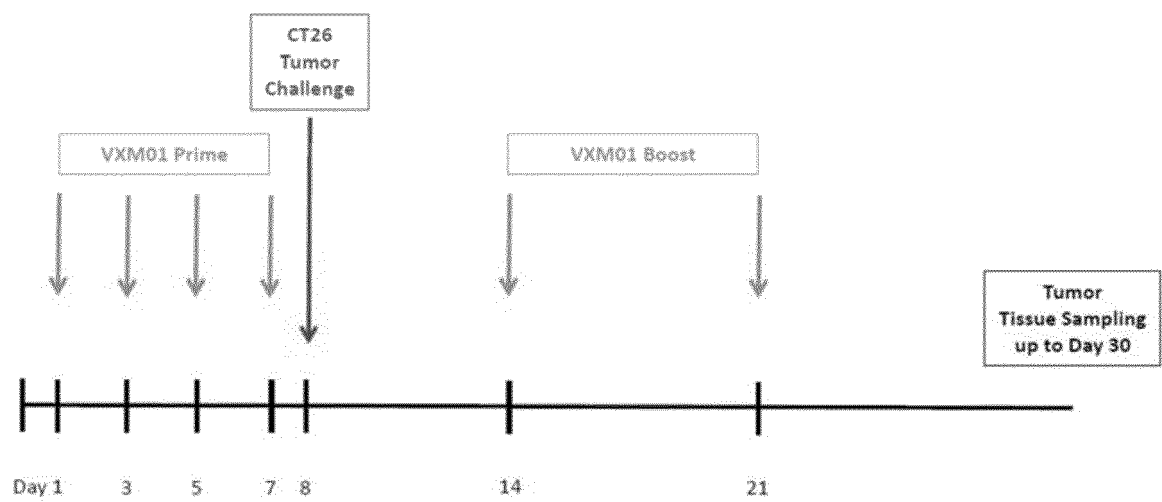 CT26
Tumor
Challenge
VXM01 Prime
VXM01 Boost
Tumor
Tissue Sampling
up to Day 30
Day 1 3 5 7 8 14 21